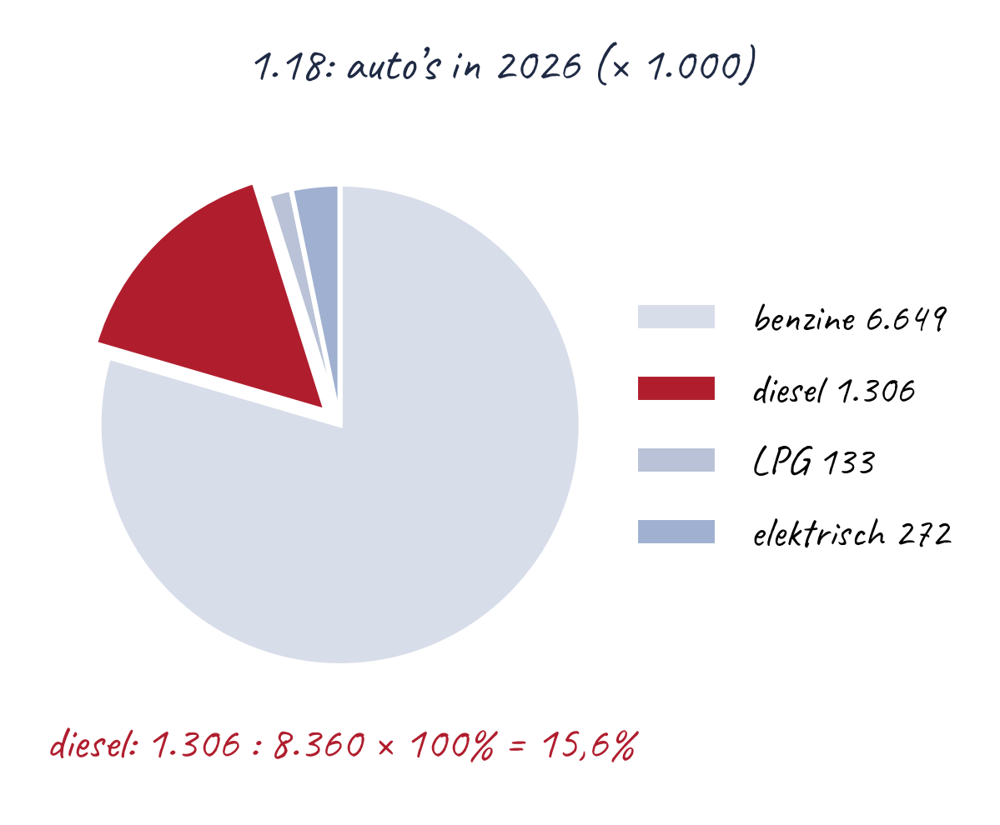 1.18: auto’s in 2026 (× 1.000)
benzine 6.649
diesel 1.306
LPG 133
elektrisch 272
diesel: 1.306 : 8.360 × 100% = 15,6%